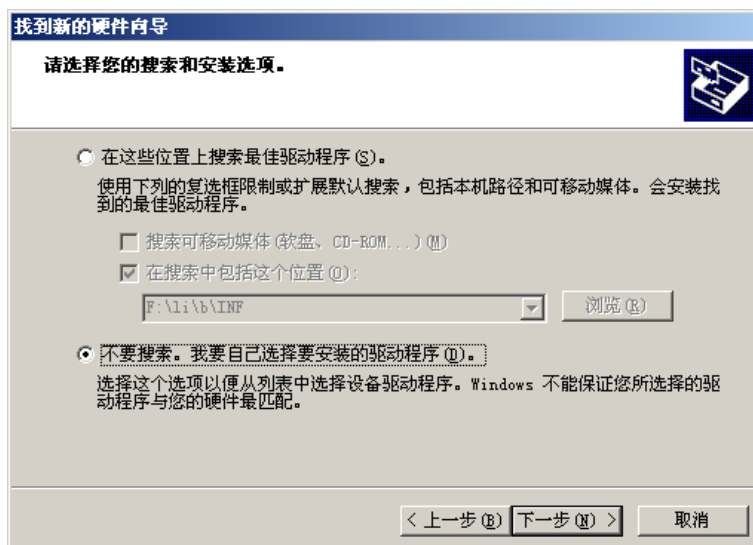 找到新的硬件向导
请选择您的搜索和安装选项。
在这些位置上搜索最佳驱动程序(S)。
使用下列的复选框限制或扩展默认搜索，包括本机路径和可移动媒体。会安装找
到的最佳驱动程序。
搜索可移动媒体(软盘、CD-ROM...)(M)
在搜索中包括这个位置(O):
F:\li\b\INF
浏览(R)
不要搜索。我要自己选择要安装的驱动程序(D)。
选择这个选项以便从列表中选择设备驱动程序。Windows 不能保证您所选择的驱
动程序与您的硬件最匹配。
< 上一步(B)
下一步(N) >
取消